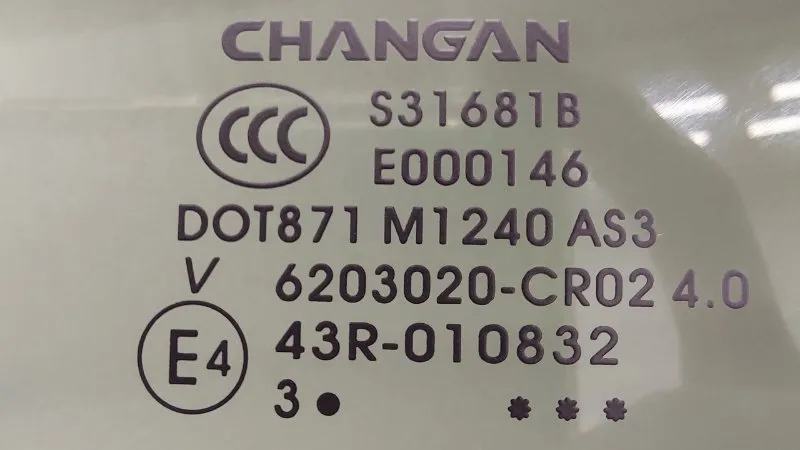 CHANGAN
CCC S31681B
E000146
DOT871 M1240 AS3
V 6203020-CR02 4.0
E4 43R-010832
3● ***